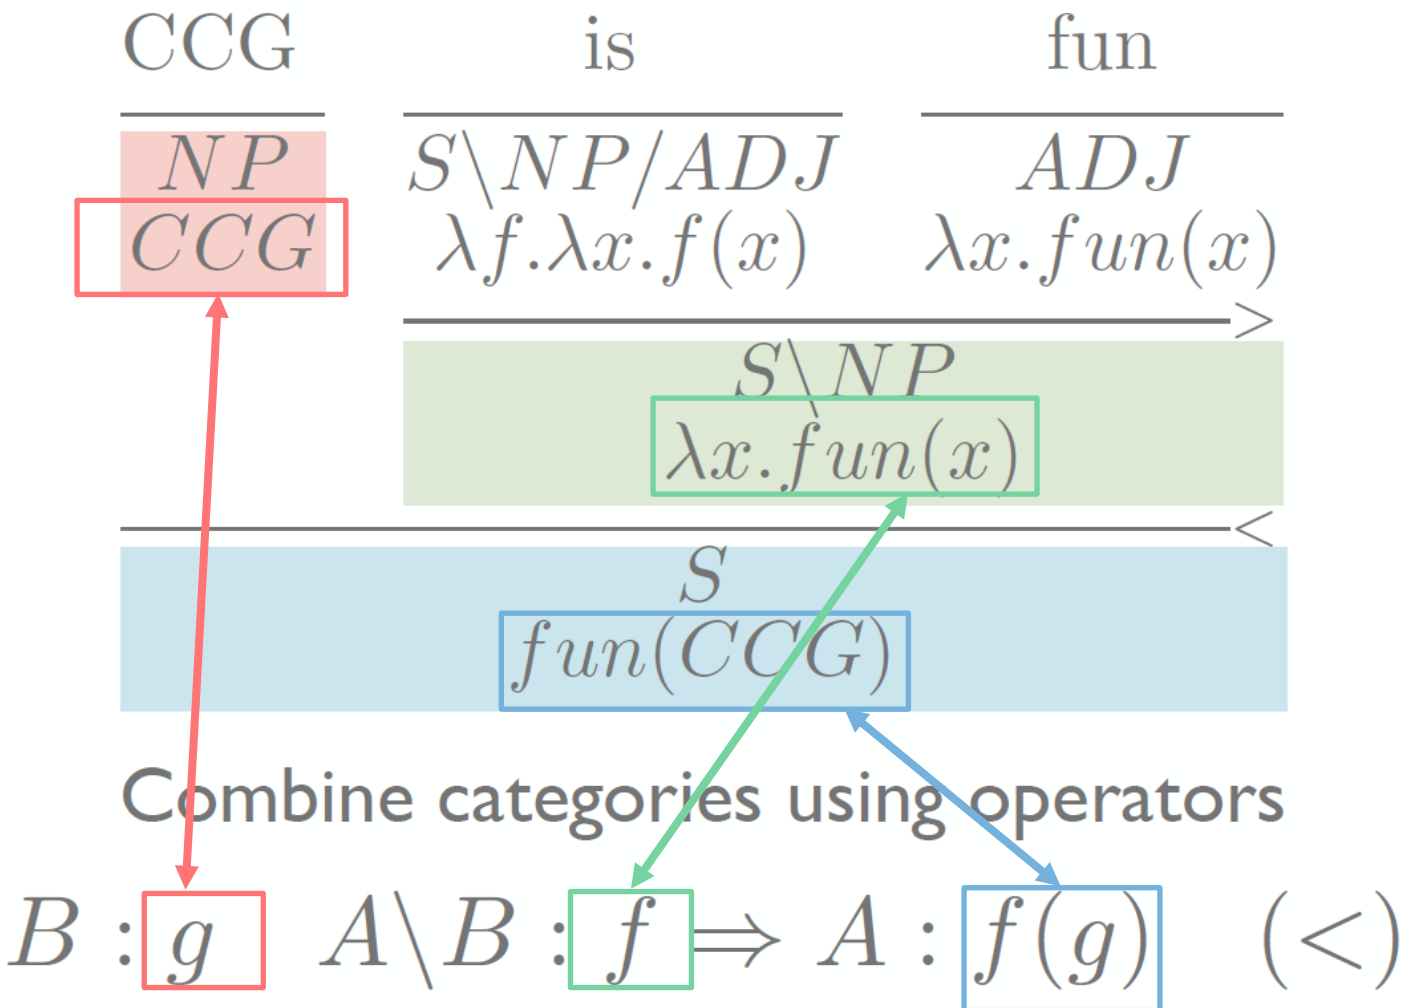 CCG is fun
NP S\NP/ADJ ADJ
CCG λf.λx.f(x) λx.fun(x)
>
S\NP
λx.fun(x)
<
S
fun(CCG)
Combine categories using operators
B : g A\B : f ⇒ A : f(g) (<)